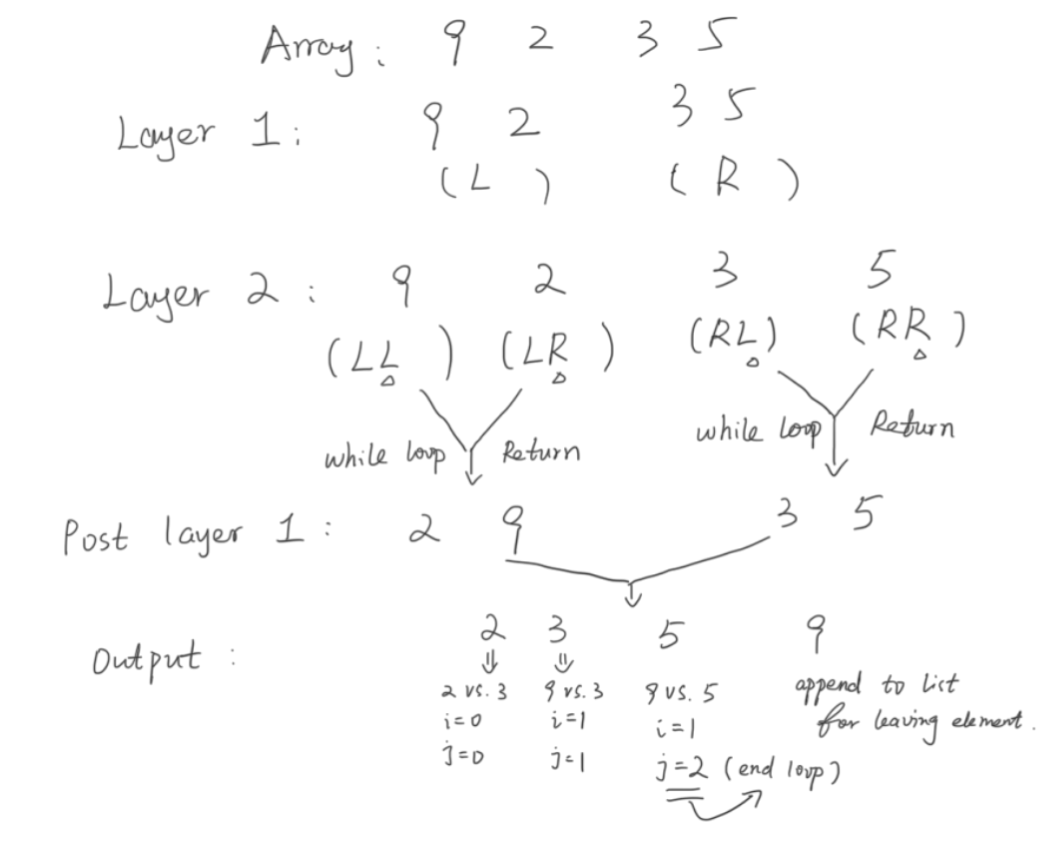 Array: 9 2 3 5
Layer 1: 9 2 3 5
(L) (R)
Layer 2: 9 2 3 5
(LL) (LR) (RL) (RR)
while loop Return while loop Return
Post layer 1: 2 9 3 5
Output: 2 3 5 9
2 vs. 3 9 vs. 3 9 vs. 5 append to list
i=0 i=1 i=1 for leaving element.
j=0 j=1 j=2 (end loop)